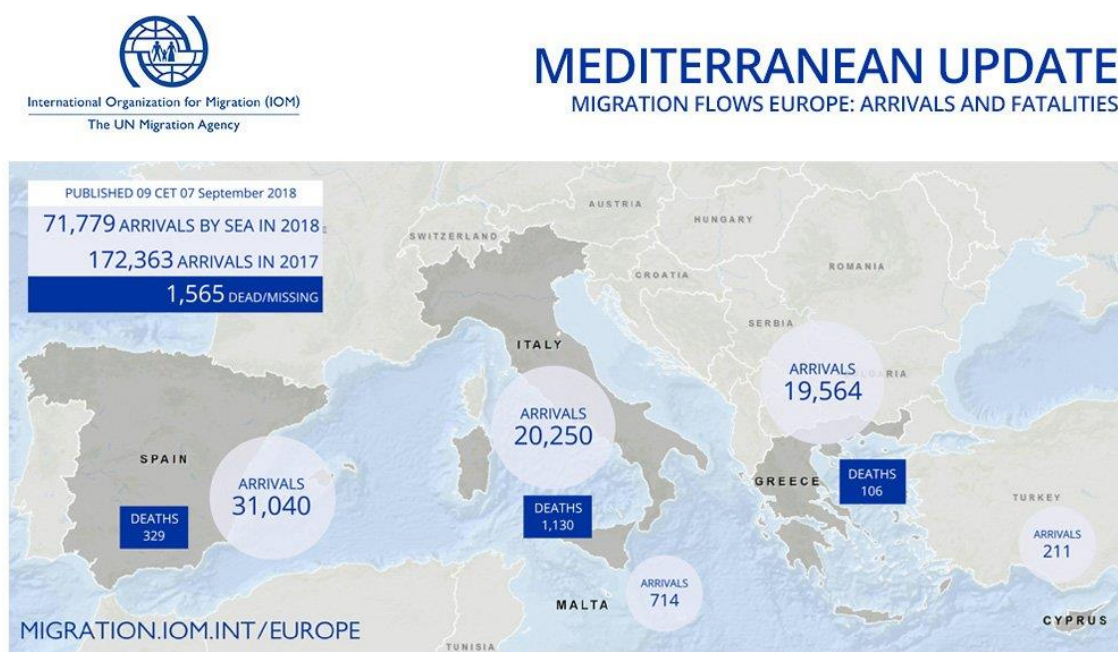 International Organization for Migration (IOM)
The UN Migration Agency
MEDITERRANEAN UPDATE
MIGRATION FLOWS EUROPE: ARRIVALS AND FATALITIES
PUBLISHED 09 CET 07 September 2018
71,779 ARRIVALS BY SEA IN 2018
172,363 ARRIVALS IN 2017
1,565 DEAD/MISSING
AUSTRIA
HUNGARY
SWITZERLAND
CROATIA
ROMANIA
SERBIA
ITALY
ARRIVALS
20,250
DEATHS
1,130
ARRIVALS
19,564
SPAIN
ARRIVALS
31,040
DEATHS
329
GREECE
DEATHS
106
TURKEY
ARRIVALS
211
MALTA
ARRIVALS
714
CYPRUS
TUNISIA
MIGRATION.IOM.INT/EUROPE